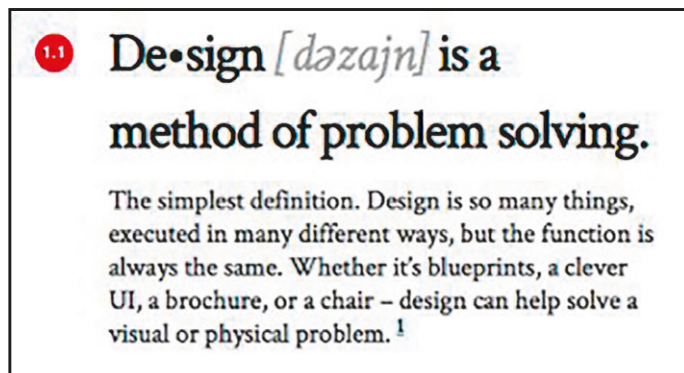 1.1 De•sign [dəzajn] is a
method of problem solving.
The simplest definition. Design is so many things,
executed in many different ways, but the function is
always the same. Whether it's blueprints, a clever
UI, a brochure, or a chair – design can help solve a
visual or physical problem. 1